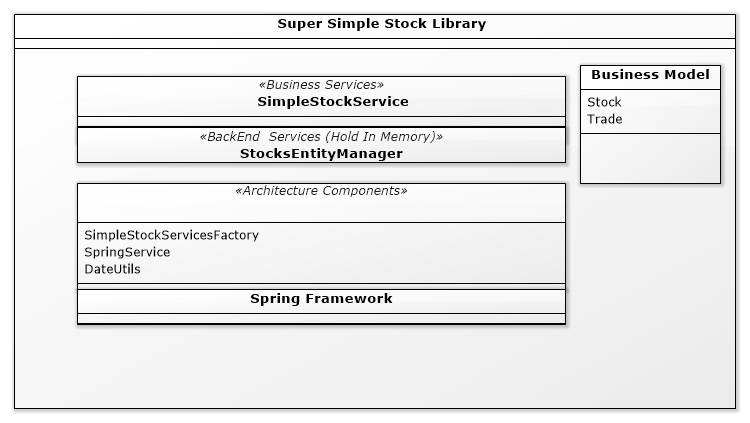 Super Simple Stock Library
«Business Services»
SimpleStockService
«BackEnd  Services (Hold In Memory)»
StocksEntityManager
«Architecture Components»
SimpleStockServicesFactory
SpringService
DateUtils
Spring Framework
Business Model
Stock
Trade